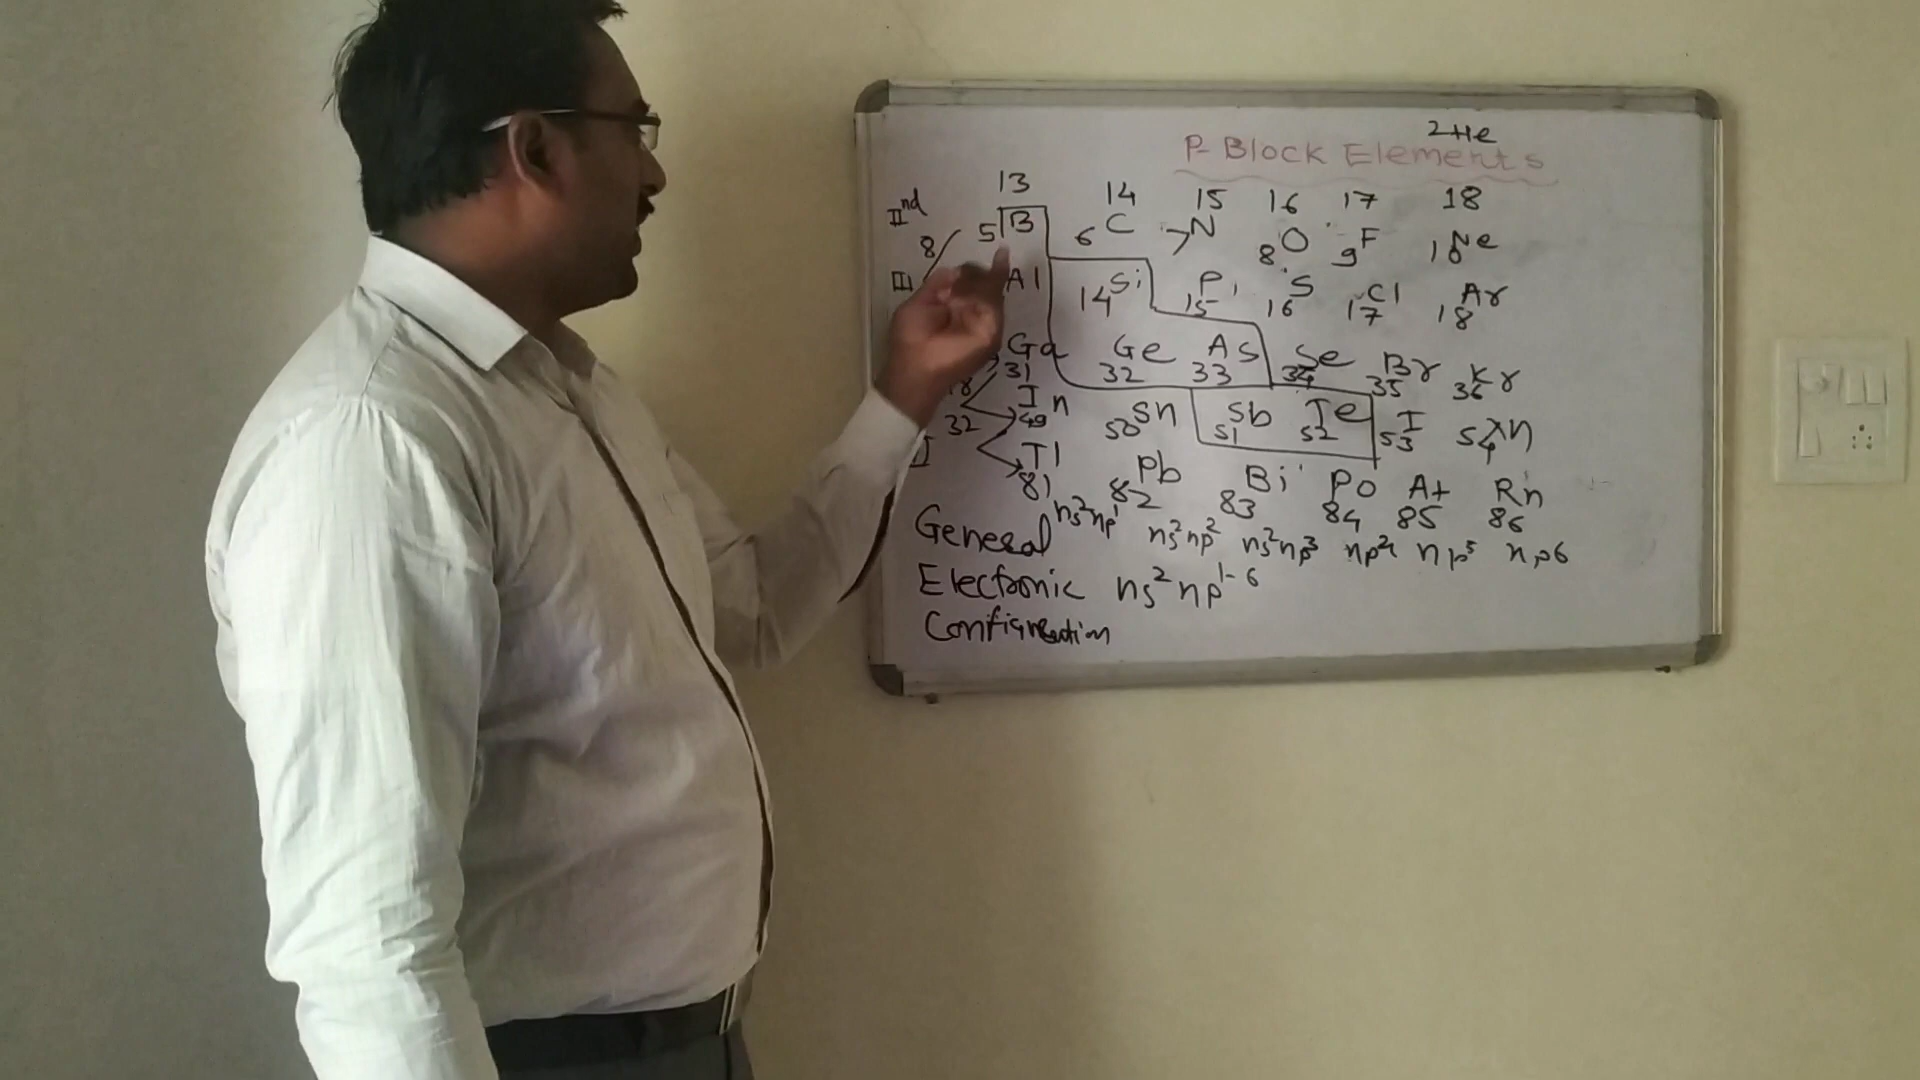 2He
P-Block Elements
13 14 15 16 17 18
IInd 5 B 6 C 7 N 8 O 9 F 10 Ne
8
III Al 14 Si 15 P 16 S 17 Cl 18 Ar
Ga 31 Ge 32 As 33 Se 34 Br 35 Kr 36
18
In 49 50 Sn Sb 51 Te 52 I 53 54 Xn
32
Tl 81 Pb 82 Bi 83 Po 84 At 85 Rn 86
General ns²np¹ ns²np² ns²np³ np⁴ np⁵ np6
Electronic ns²np¹⁻⁶
Configuration